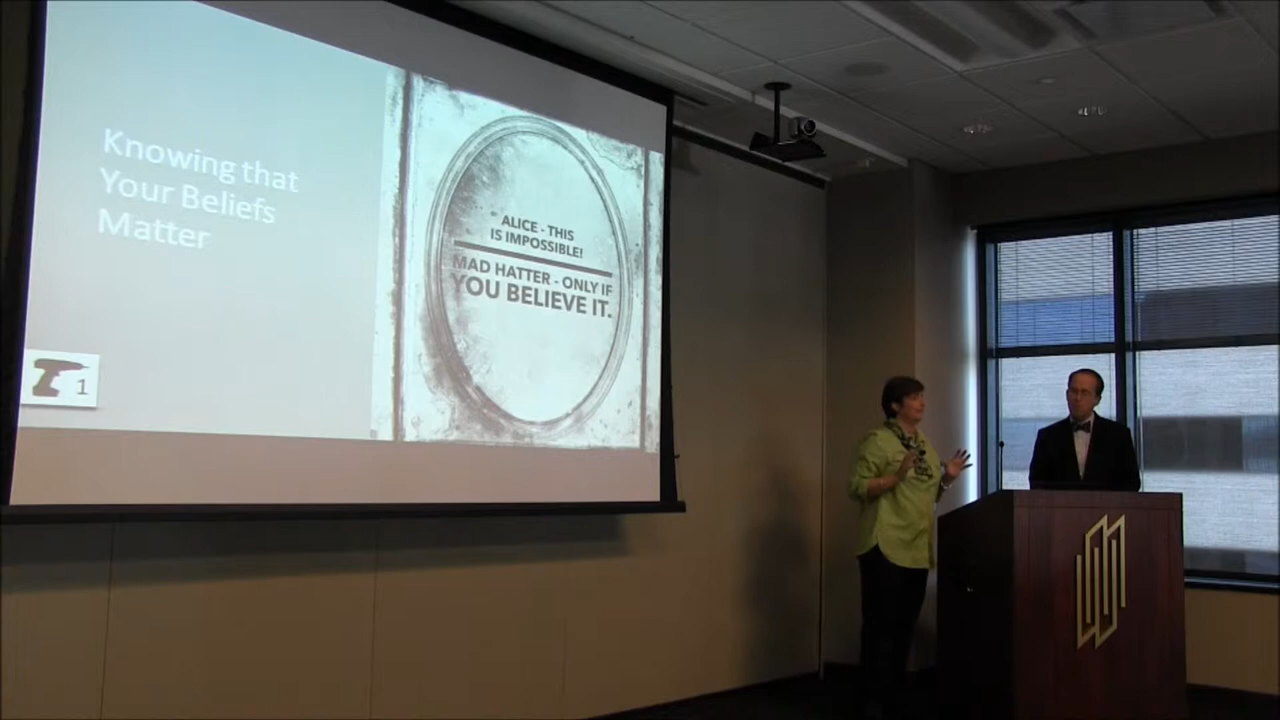 Knowing that
Your Beliefs
Matter
ALICE - THIS
IS IMPOSSIBLE!
MAD HATTER - ONLY IF
YOU BELIEVE IT.
1